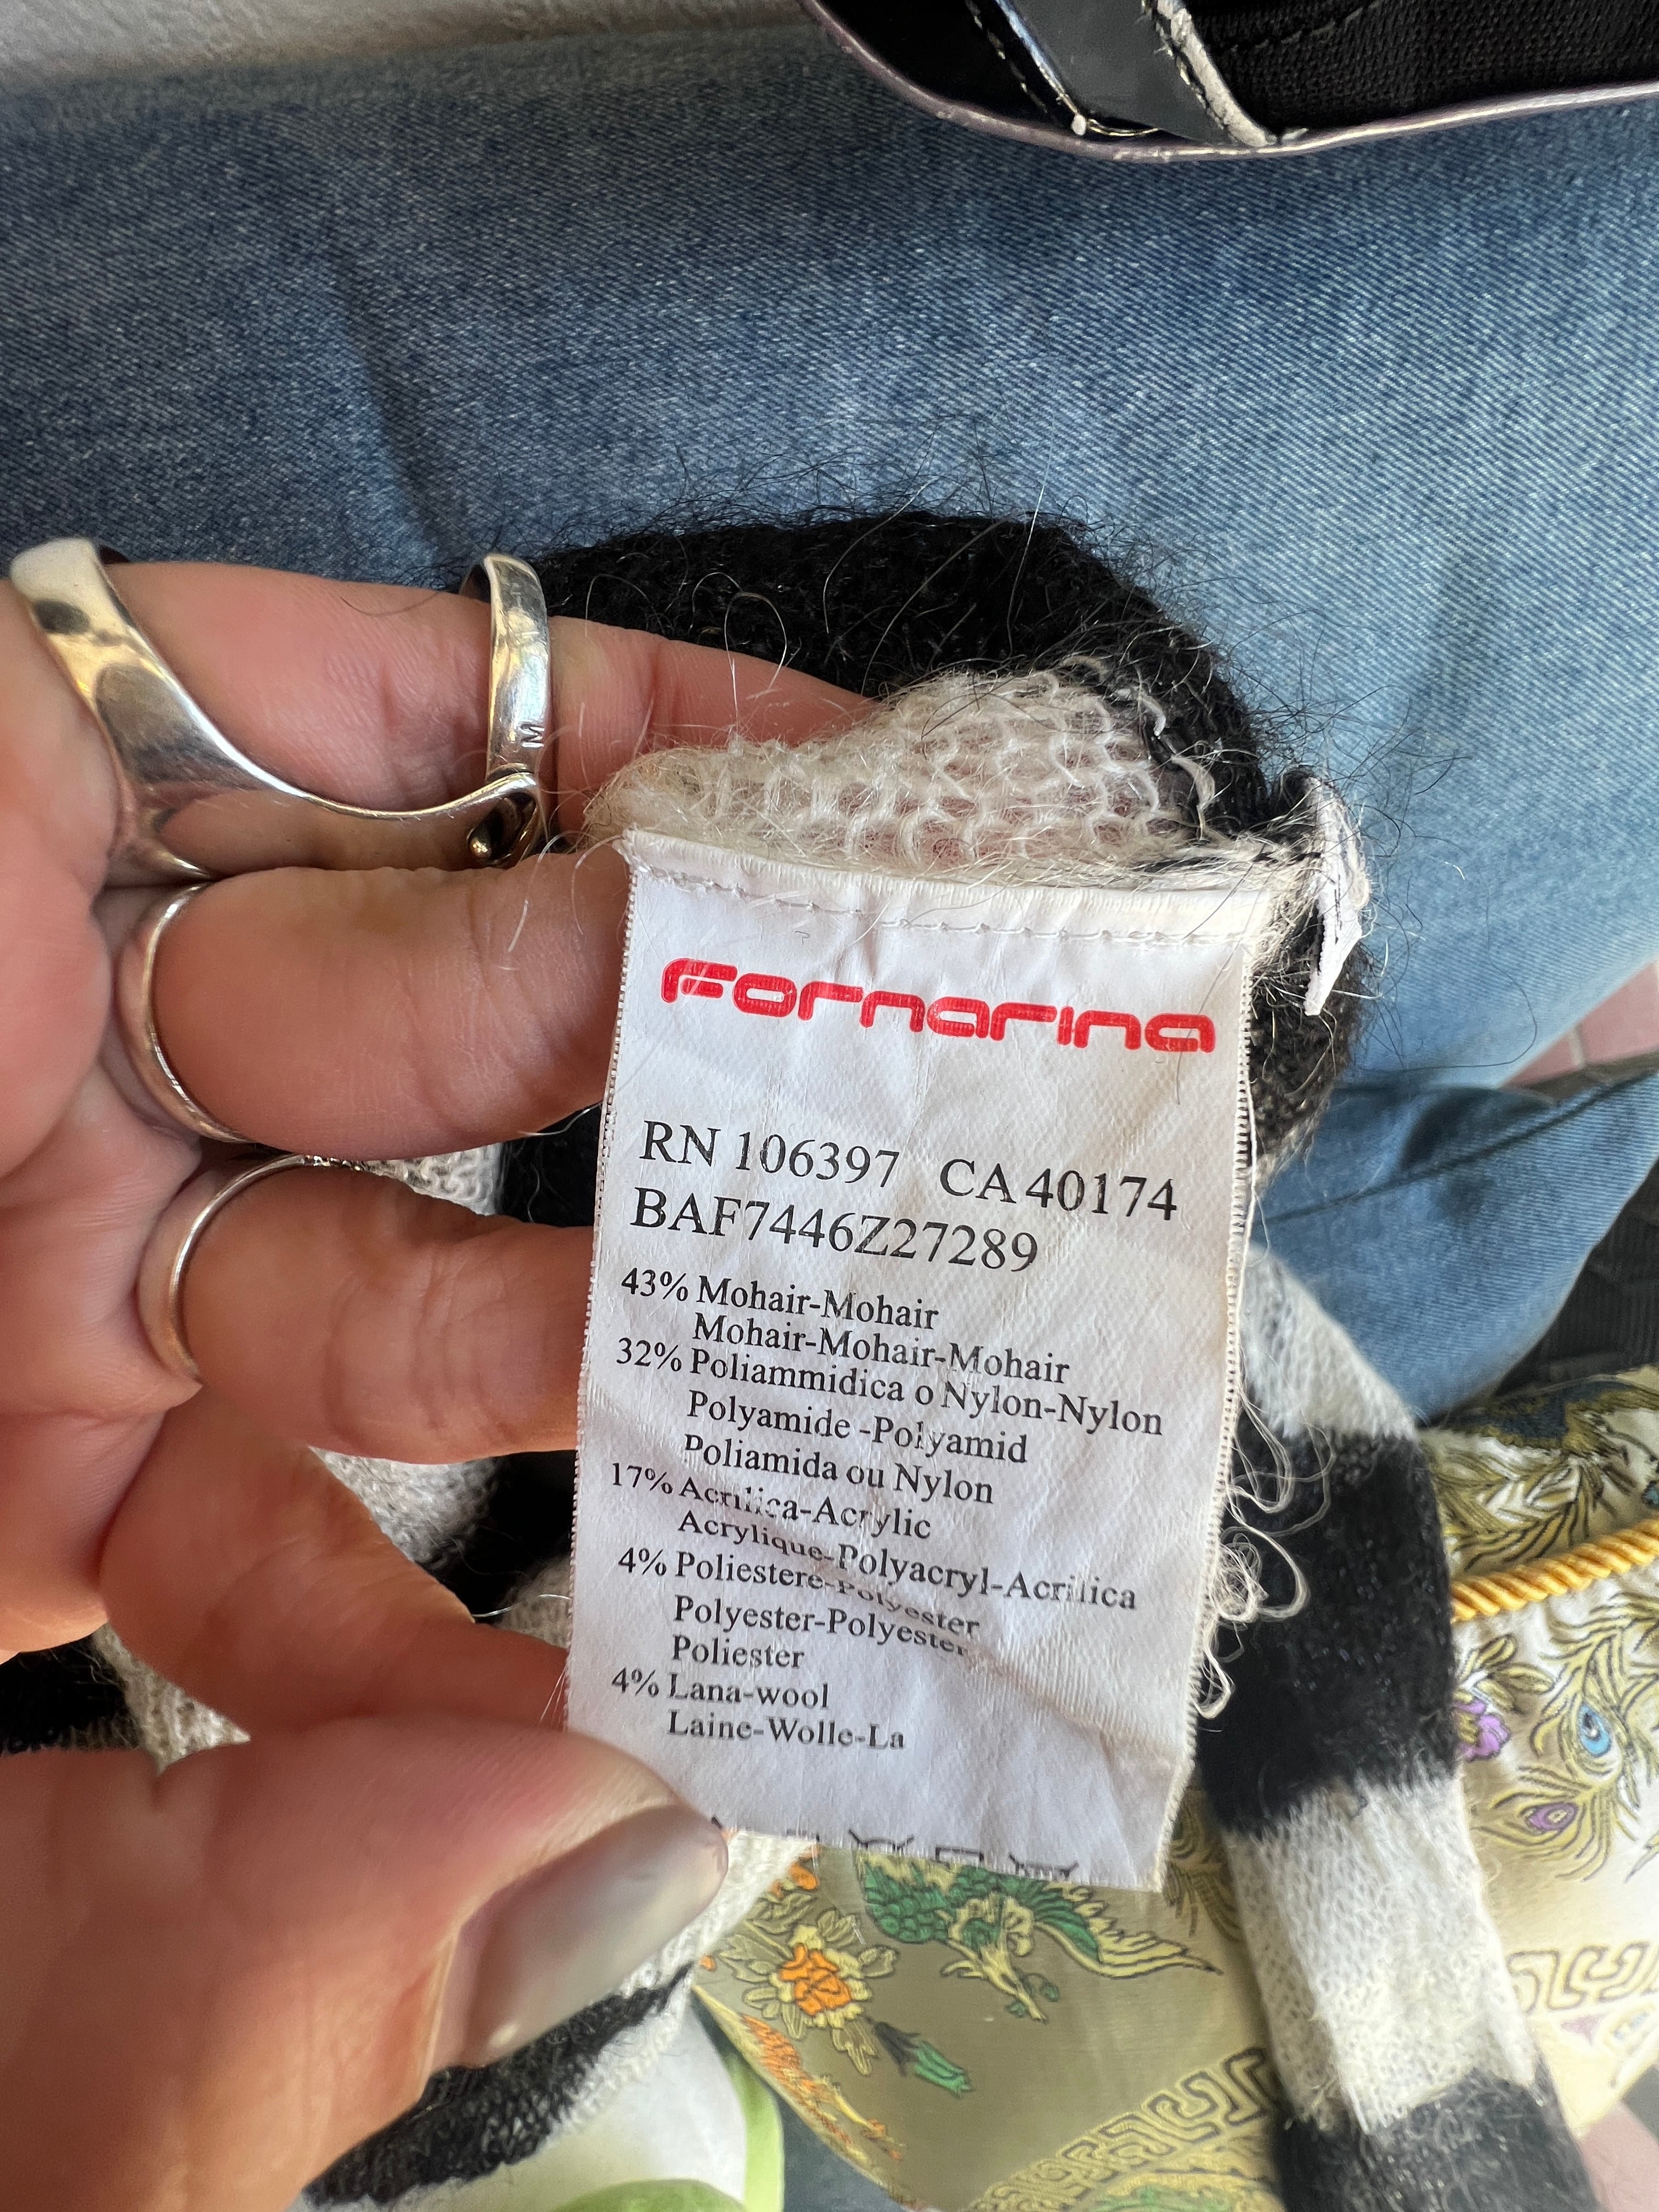 M
Fornarina
RN 106397 CA 40174
BAF7446Z27289
43% Mohair-Mohair
Mohair-Mohair-Mohair
32% Poliammidica o Nylon-Nylon
Polyamide -Polyamid
Poliamida ou Nylon
17% Acrilica-Acrylic
Acrylique-Polyacryl-Acrilica
4% Poliestere-Polyester
Polyester-Polyester
Poliester
4% Lana-wool
Laine-Wolle-La